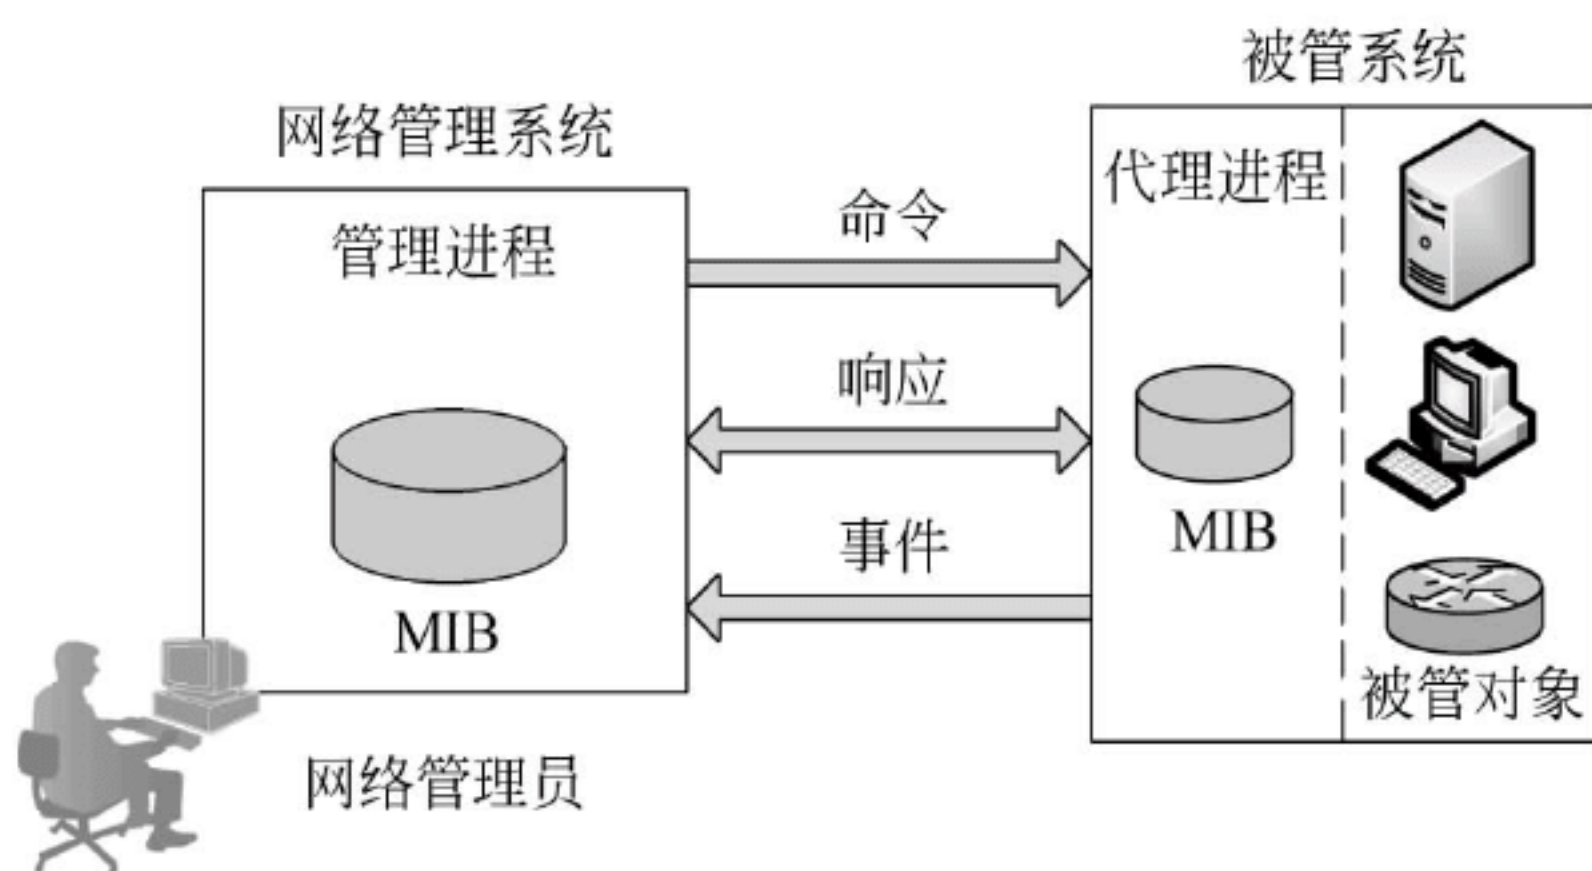 被管系统
网络管理系统
管理进程
MIB
网络管理员
命令
响应
事件
代理进程
MIB
被管对象